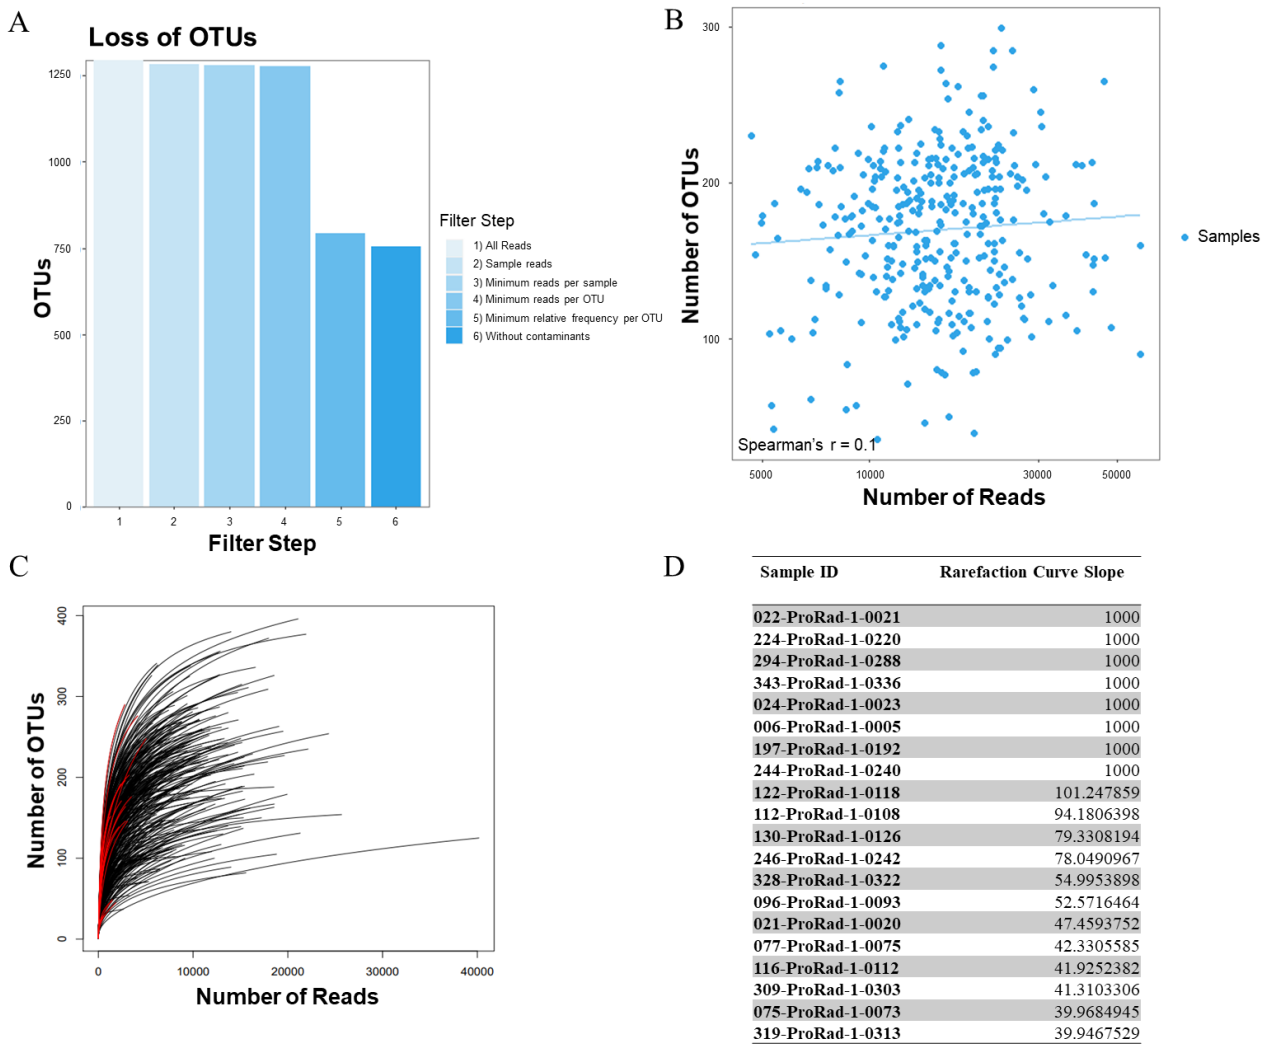 A
Loss of OTUs
1250
1000
750
500
250
0
OTUs
1
2
3
4
5
6
Filter Step
Filter Step
1) All Reads
2) Sample reads
3) Minimum reads per sample
4) Minimum reads per OTU
5) Minimum relative frequency per OTU
6) Without contaminants
B
300
200
100
Number of OTUs
Spearman's r = 0.1
5000
10000
30000
50000
Number of Reads
Samples
C
400
300
200
100
0
Number of OTUs
0
10000
20000
30000
40000
Number of Reads
D
Sample ID Rarefaction Curve Slope
022-ProRad-1-0021 1000
224-ProRad-1-0220 1000
294-ProRad-1-0288 1000
343-ProRad-1-0336 1000
024-ProRad-1-0023 1000
006-ProRad-1-0005 1000
197-ProRad-1-0192 1000
244-ProRad-1-0240 1000
122-ProRad-1-0118 101.247859
112-ProRad-1-0108 94.1806398
130-ProRad-1-0126 79.3308194
246-ProRad-1-0242 78.0490967
328-ProRad-1-0322 54.9953898
096-ProRad-1-0093 52.5716464
021-ProRad-1-0020 47.4593752
077-ProRad-1-0075 42.3305585
116-ProRad-1-0112 41.9252382
309-ProRad-1-0303 41.3103306
075-ProRad-1-0073 39.9684945
319-ProRad-1-0313 39.9467529